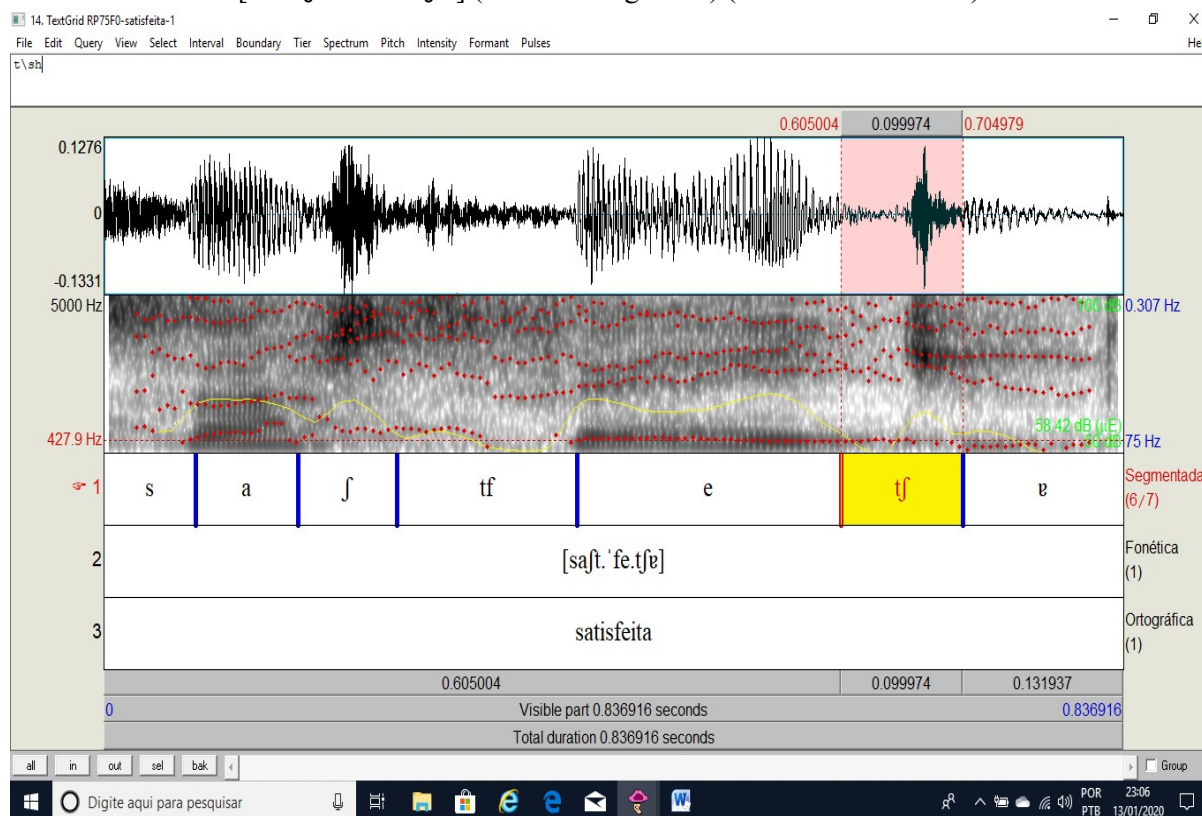 14. TextGrid RP75F0-satisfeita-1
File Edit Query View Select Interval Boundary Tier Spectrum Pitch Intensity Formant Pulses Hel
t\sh
0.605004 0.099974 0.704979
0.1276
0
-0.1331
5000 Hz 100 dB 0.307 Hz
427.9 Hz 58.42 dB (µE) 75 Hz
1 s a ʃ tf e tʃ ɐ Segmentada
(6/7)
2 [saʃt.ˈfe.tʃɐ] Fonética
(1)
3 satisfeita Ortográfica
(1)
0.605004 0.099974 0.131937
0 Visible part 0.836916 seconds 0.836916
Total duration 0.836916 seconds
all in out sel bak Group
Digite aqui para pesquisar POR 23:06
PTB 13/01/2020